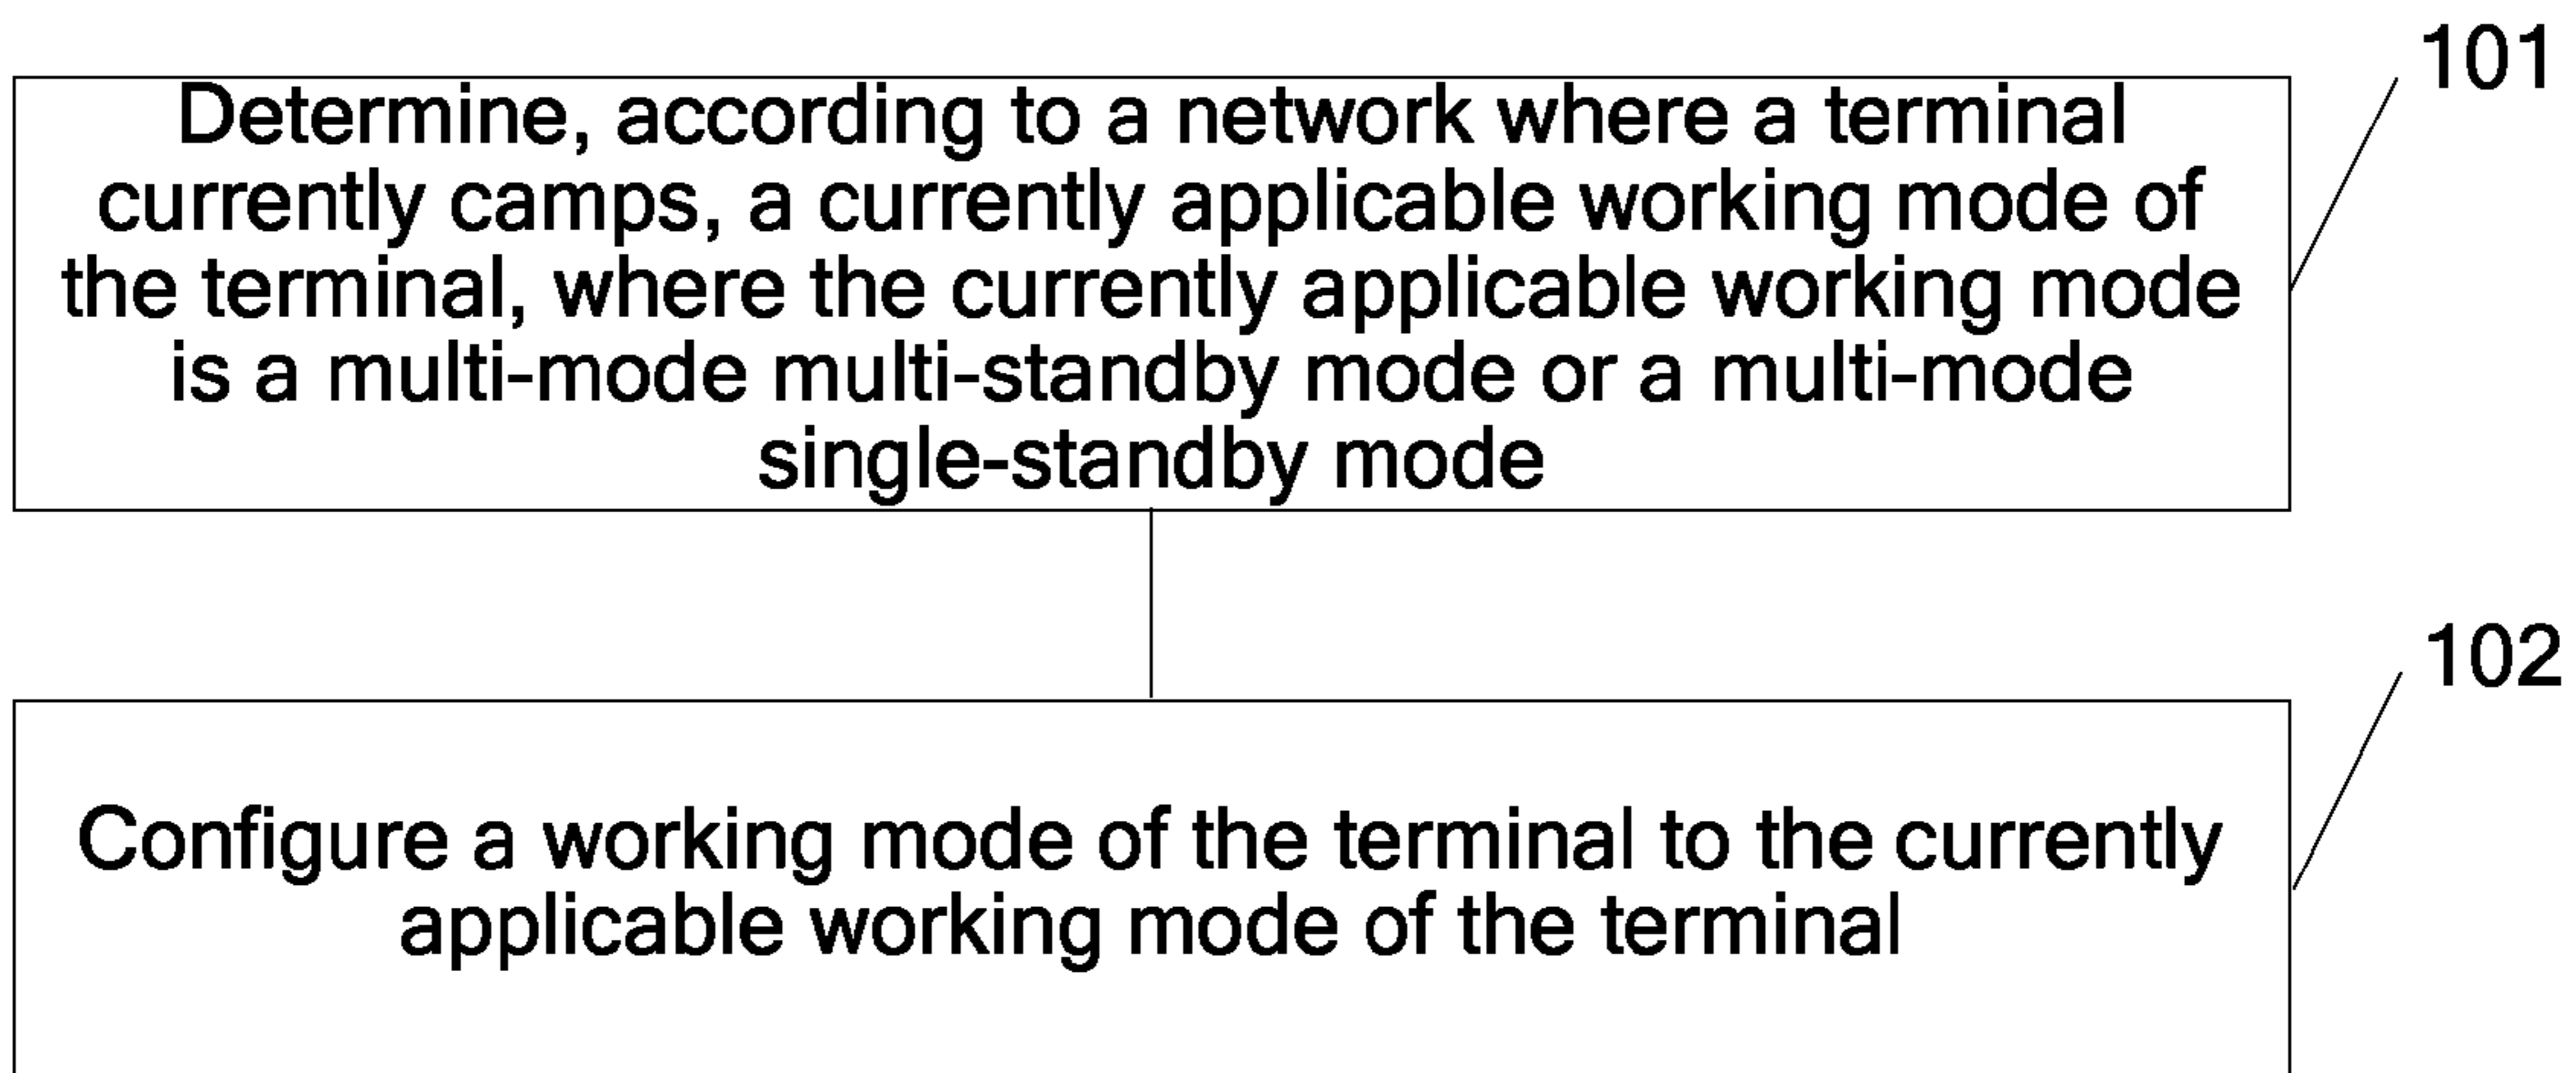 101
Determine, according to a network where a terminal
currently camps, a currently applicable working mode of
the terminal, where the currently applicable working mode
is a multi-mode multi-standby mode or a multi-mode
single-standby mode
102
Configure a working mode of the terminal to the currently
applicable working mode of the terminal